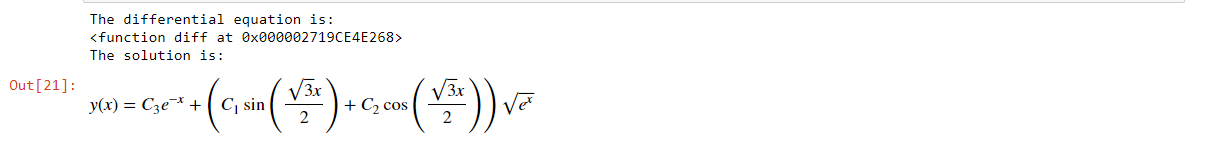 The differential equation is:
<function diff at 0x000002719CE4E268>
The solution is:
Out[21]:
y(x) = C₃e⁻ˣ + (C₁ sin(√3x/2) + C₂ cos(√3x/2)) √eˣ